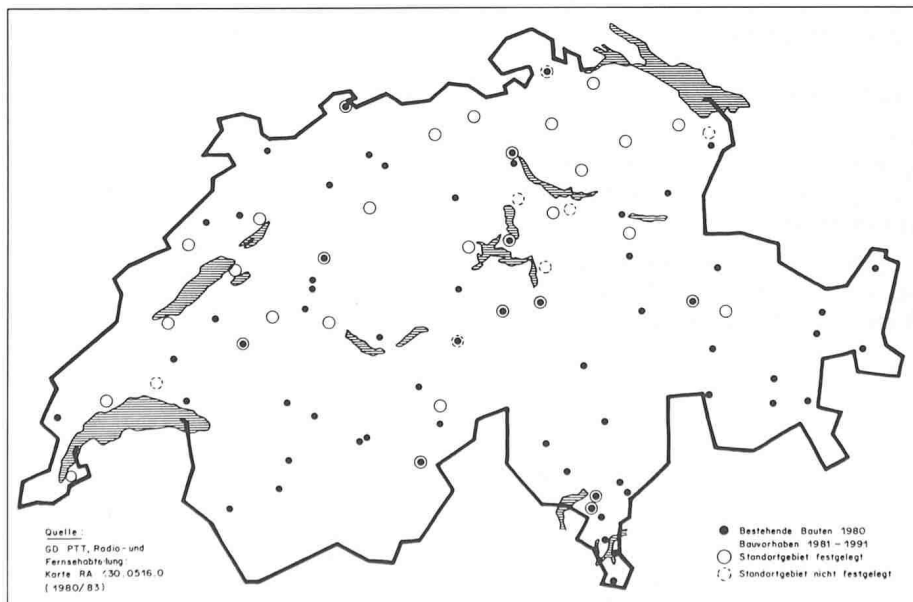 Quelle :
GD PTT, Radio- und
Fernsehabteilung
Karte RA 130.0516.0
( 1980 / 83 )
Bestehende Bauten 1980
Bauvorhaben 1981 – 1991
Standortgebiet festgelegt
Standortgebiet nicht festgelegt